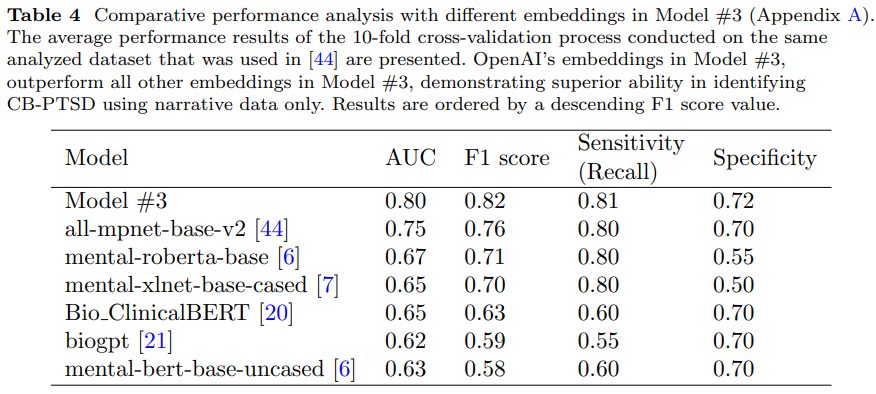 Table 4 Comparative performance analysis with different embeddings in Model #3 (Appendix A).
The average performance results of the 10-fold cross-validation process conducted on the same
analyzed dataset that was used in [44] are presented. OpenAI's embeddings in Model #3,
outperform all other embeddings in Model #3, demonstrating superior ability in identifying
CB-PTSD using narrative data only. Results are ordered by a descending F1 score value.
Model AUC F1 score Sensitivity (Recall) Specificity
Model #3 0.80 0.82 0.81 0.72
all-mpnet-base-v2 [44] 0.75 0.76 0.80 0.70
mental-roberta-base [6] 0.67 0.71 0.80 0.55
mental-xlnet-base-cased [7] 0.65 0.70 0.80 0.50
Bio_ClinicalBERT [20] 0.65 0.63 0.60 0.70
biogpt [21] 0.62 0.59 0.55 0.70
mental-bert-base-uncased [6] 0.63 0.58 0.60 0.70